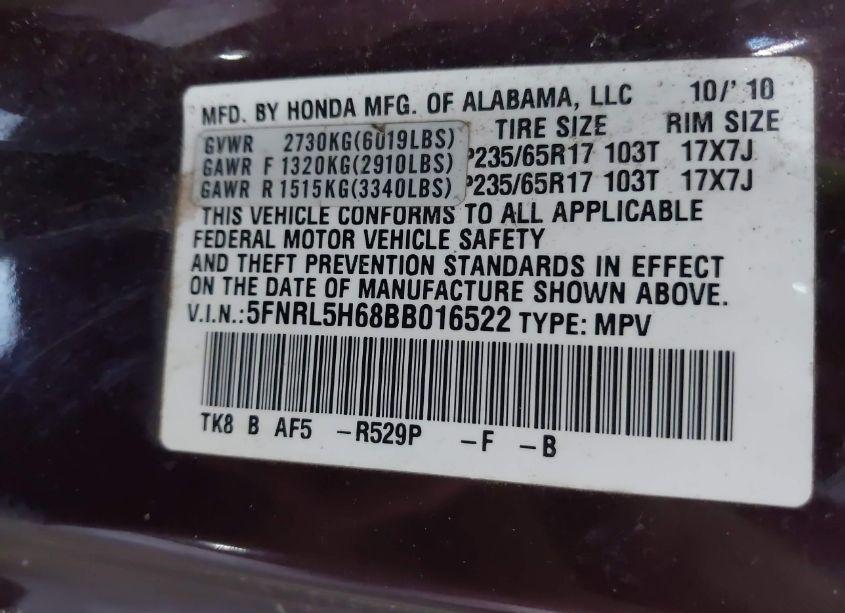 MFD. BY HONDA MFG. OF ALABAMA, LLC 10/' 10
TIRE SIZE RIM SIZE
GVWR 2730KG(6019LBS)
GAWR F 1320KG(2910LBS) P235/65R17 103T 17X7J
GAWR R 1515KG(3340LBS) P235/65R17 103T 17X7J
THIS VEHICLE CONFORMS TO ALL APPLICABLE
FEDERAL MOTOR VEHICLE SAFETY
AND THEFT PREVENTION STANDARDS IN EFFECT
ON THE DATE OF MANUFACTURE SHOWN ABOVE.
V.I.N.:5FNRL5H68BB016522 TYPE: MPV
TK8 B AF5 -R529P -F -B